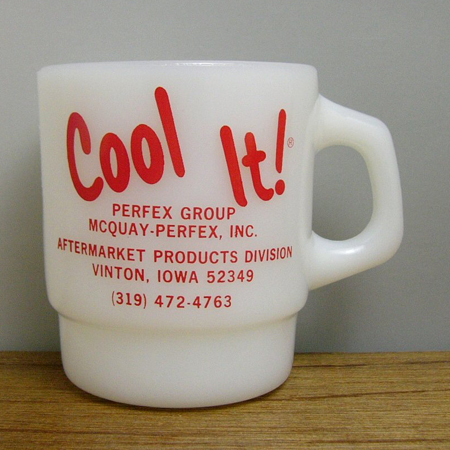 Cool It!®
PERFEX GROUP
MCQUAY-PERFEX, INC.
AFTERMARKET PRODUCTS DIVISION
VINTON, IOWA 52349
(319) 472-4763